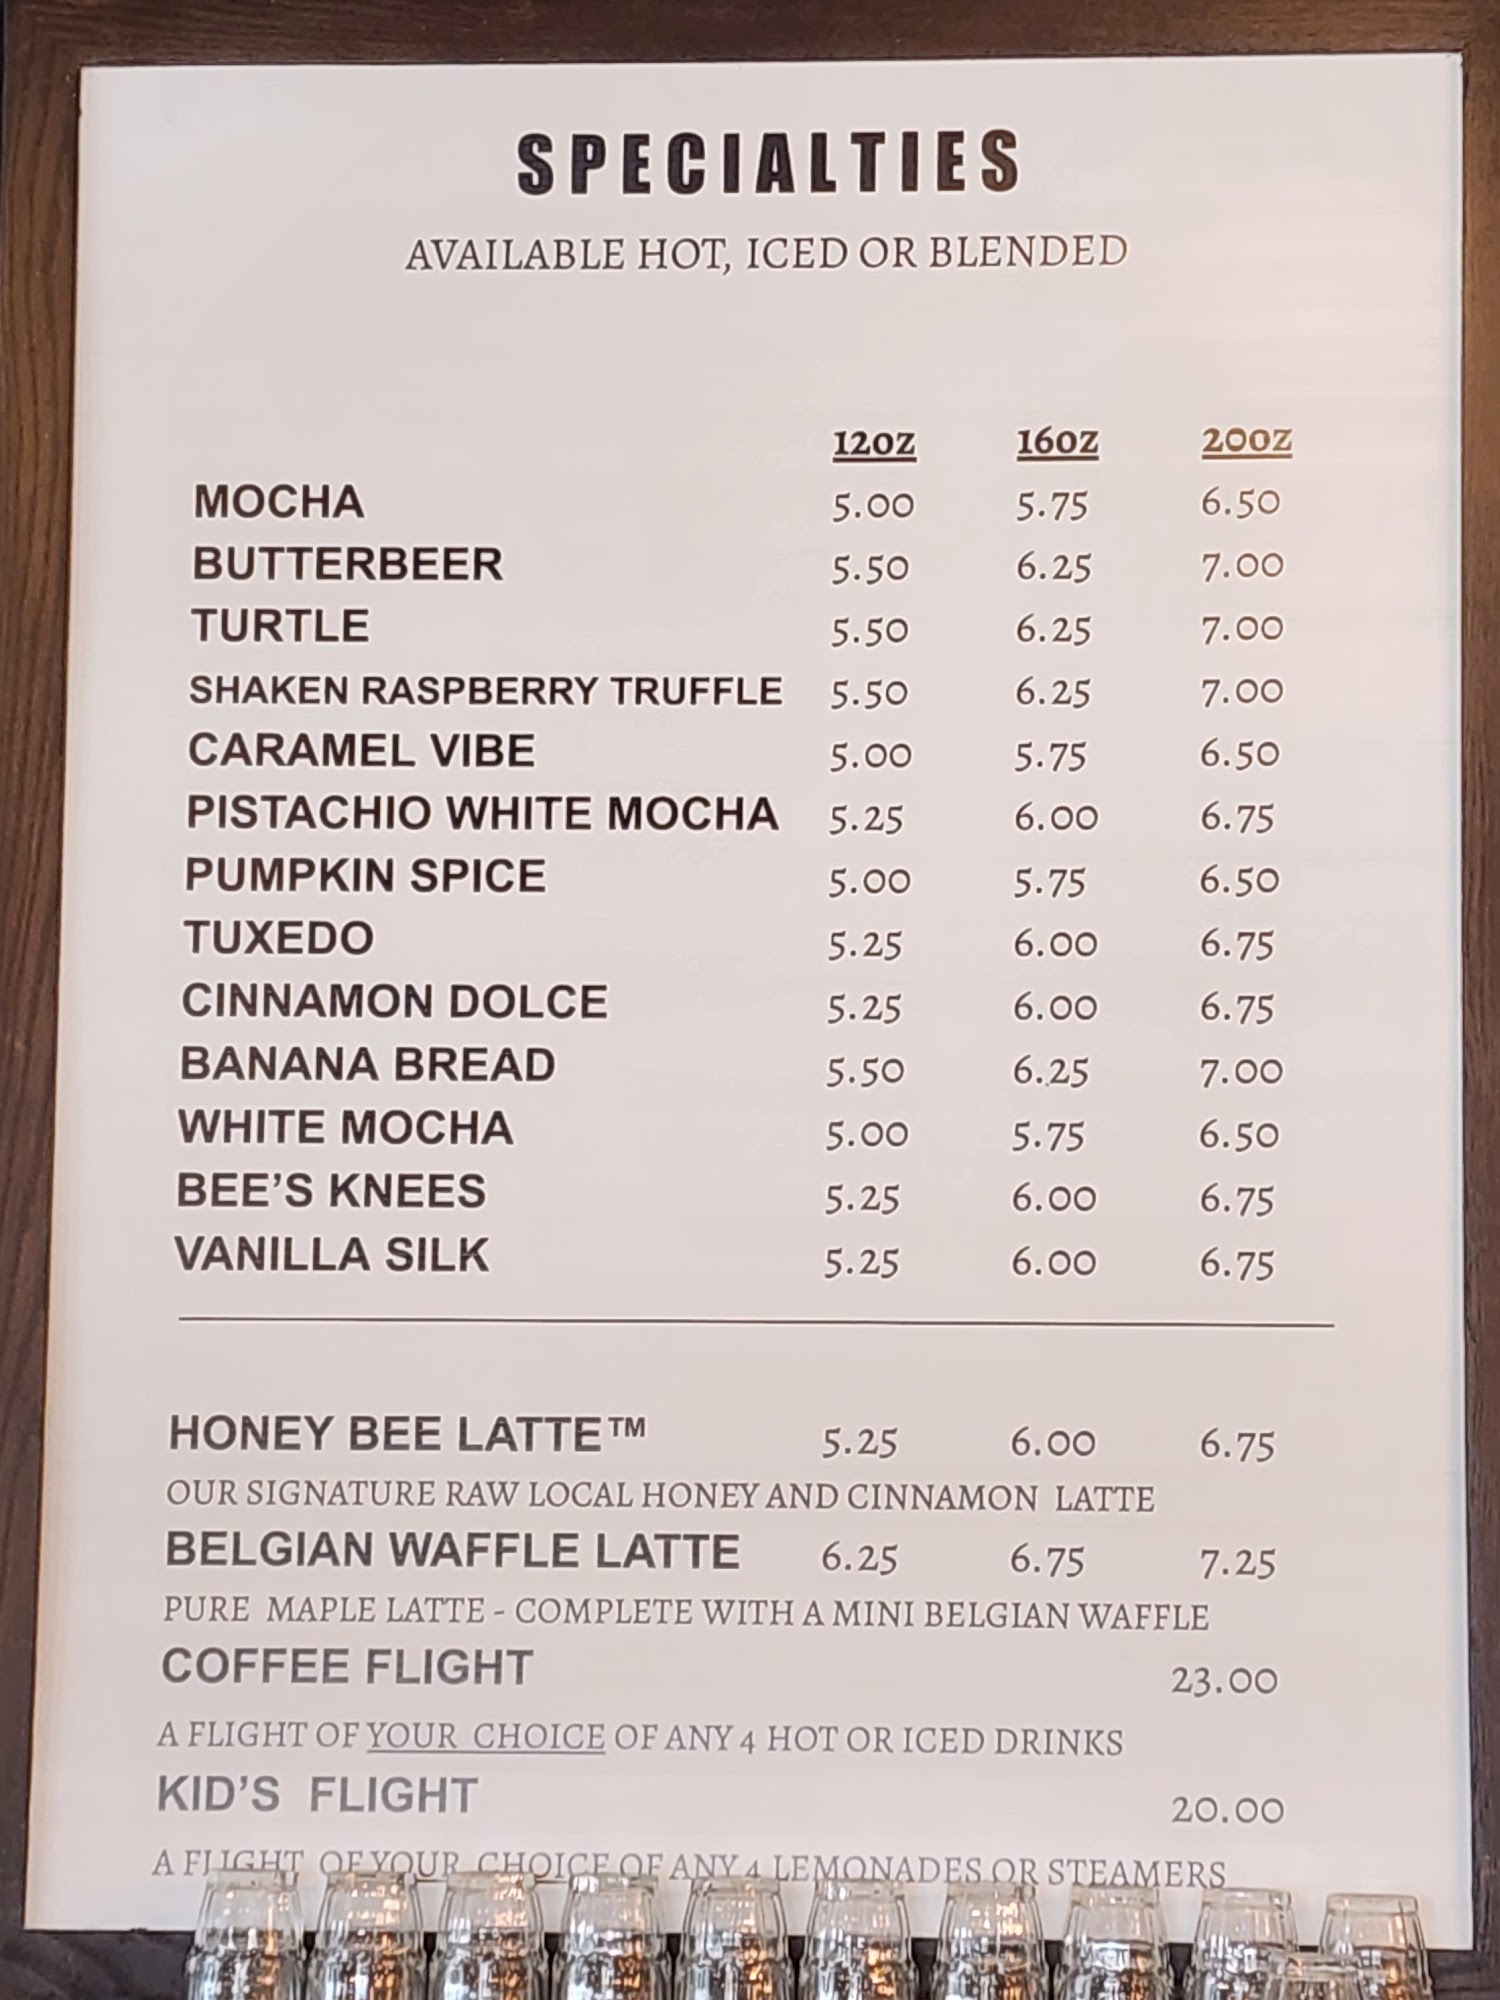 SPECIALTIES
AVAILABLE HOT, ICED OR BLENDED
12OZ 16OZ 20OZ
MOCHA 5.00 5.75 6.50
BUTTERBEER 5.50 6.25 7.00
TURTLE 5.50 6.25 7.00
SHAKEN RASPBERRY TRUFFLE 5.50 6.25 7.00
CARAMEL VIBE 5.00 5.75 6.50
PISTACHIO WHITE MOCHA 5.25 6.00 6.75
PUMPKIN SPICE 5.00 5.75 6.50
TUXEDO 5.25 6.00 6.75
CINNAMON DOLCE 5.25 6.00 6.75
BANANA BREAD 5.50 6.25 7.00
WHITE MOCHA 5.00 5.75 6.50
BEE'S KNEES 5.25 6.00 6.75
VANILLA SILK 5.25 6.00 6.75
HONEY BEE LATTE™ 5.25 6.00 6.75
OUR SIGNATURE RAW LOCAL HONEY AND CINNAMON LATTE
BELGIAN WAFFLE LATTE 6.25 6.75 7.25
PURE MAPLE LATTE - COMPLETE WITH A MINI BELGIAN WAFFLE
COFFEE FLIGHT 23.00
A FLIGHT OF YOUR CHOICE OF ANY 4 HOT OR ICED DRINKS
KID'S FLIGHT 20.00
A FLIGHT OF YOUR CHOICE OF ANY 4 LEMONADES OR STEAMERS